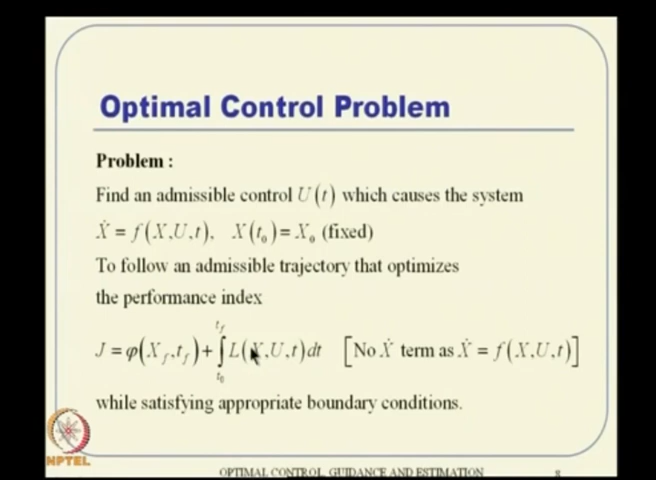 Optimal Control Problem
Problem :
Find an admissible control U(t) which causes the system
Ẋ = f(X,U,t), X(t₀) = X₀ (fixed)
To follow an admissible trajectory that optimizes
the performance index
J = φ(X_f, t_f) + ∫_{t₀}^{t_f} L(X,U,t) dt [No Ẋ term as Ẋ = f(X,U,t)]
while satisfying appropriate boundary conditions.
NPTEL
OPTIMAL CONTROL, GUIDANCE AND ESTIMATION 8